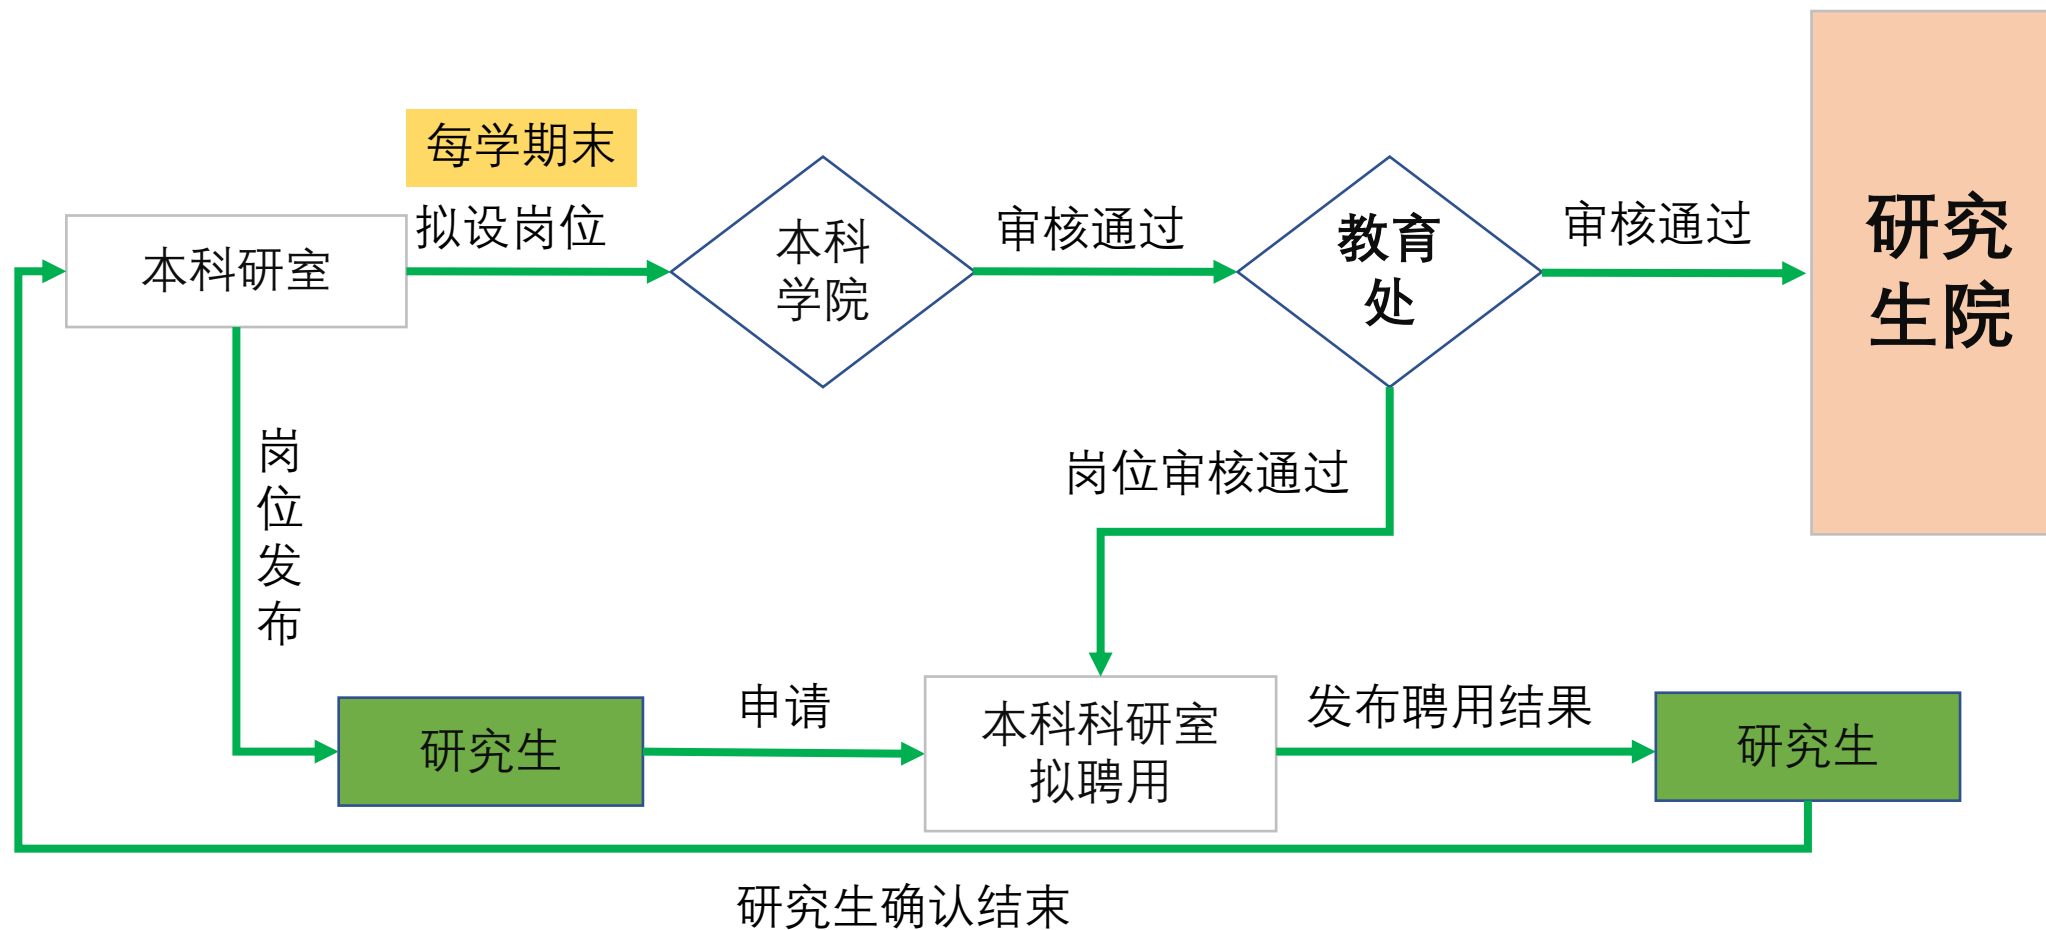 每学期末
拟设岗位
本科研室
本科
学院
审核通过
教育
处
审核通过
研究
生院
岗
位
发
布
岗位审核通过
研究生
申请
本科科研室
拟聘用
发布聘用结果
研究生
研究生确认结束